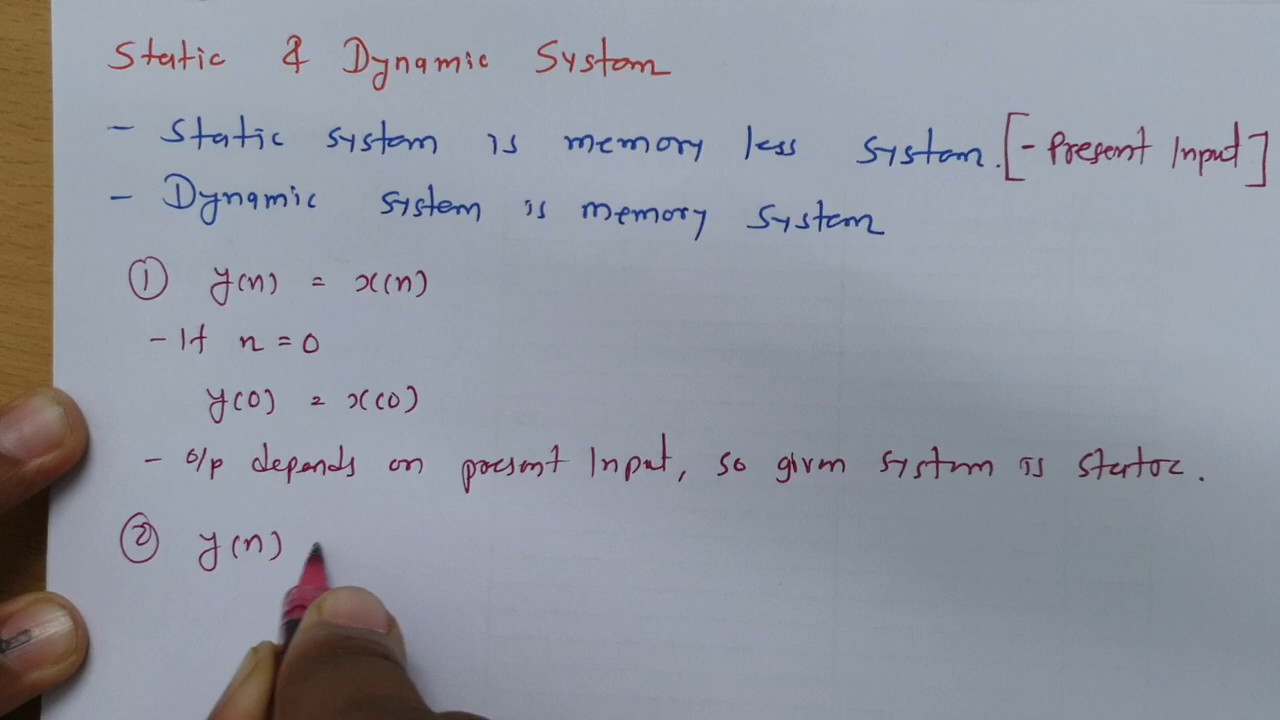 Static & Dynamic System
- Static system is memory less system. [- Present Input]
- Dynamic system is memory system
① y(n) = x(n)
- If n = 0
y(0) = x(0)
- o/p depends on present Input, so given system is static.
② y(n)